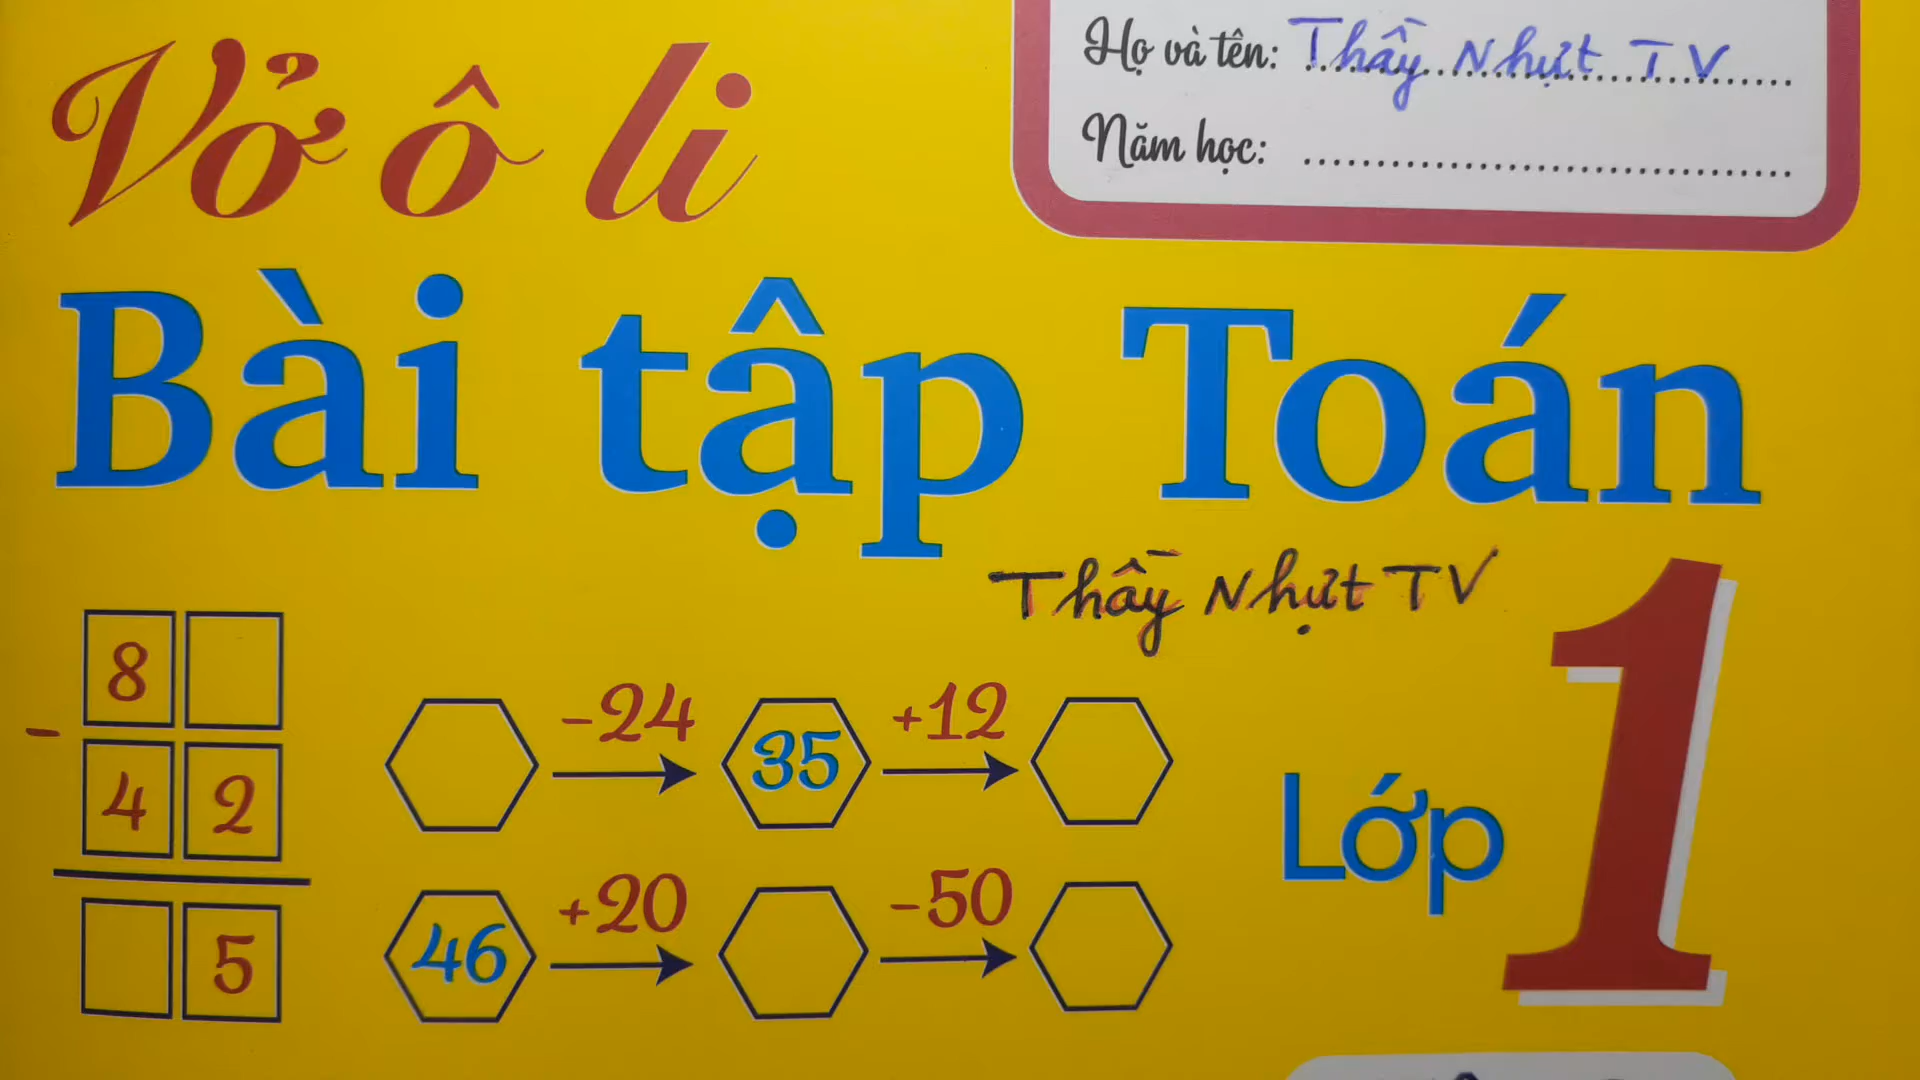 Họ và tên: Thầy Nhựt TV
Năm học:
Vở ô li
Bài tập Toán
Thầy Nhựt TV
Lớp 1
8
- 4 2
5
-24 35 +12
46 +20 -50